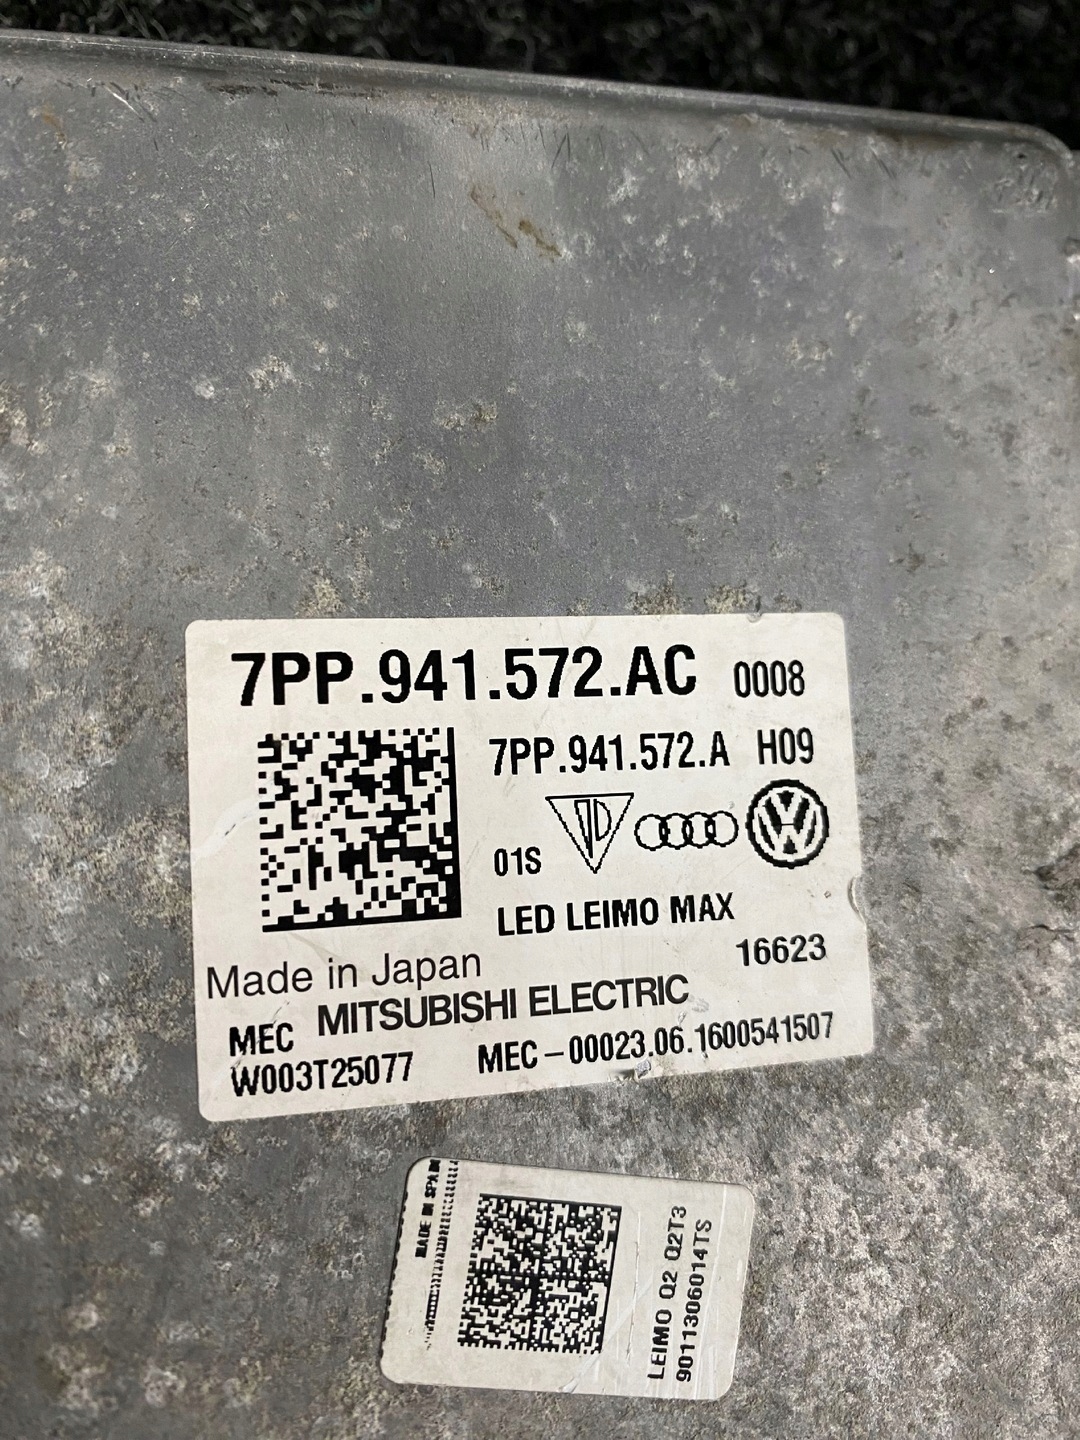 7PP.941.572.AC 0008
7PP.941.572.A H09
01S
LED LEIMO MAX
16623
Made in Japan
MEC MITSUBISHI ELECTRIC
W003T25077 MEC-00023.06.1600541507
MADE IN SPAIN
LEIMO Q2 Q2T3
9011306014TS